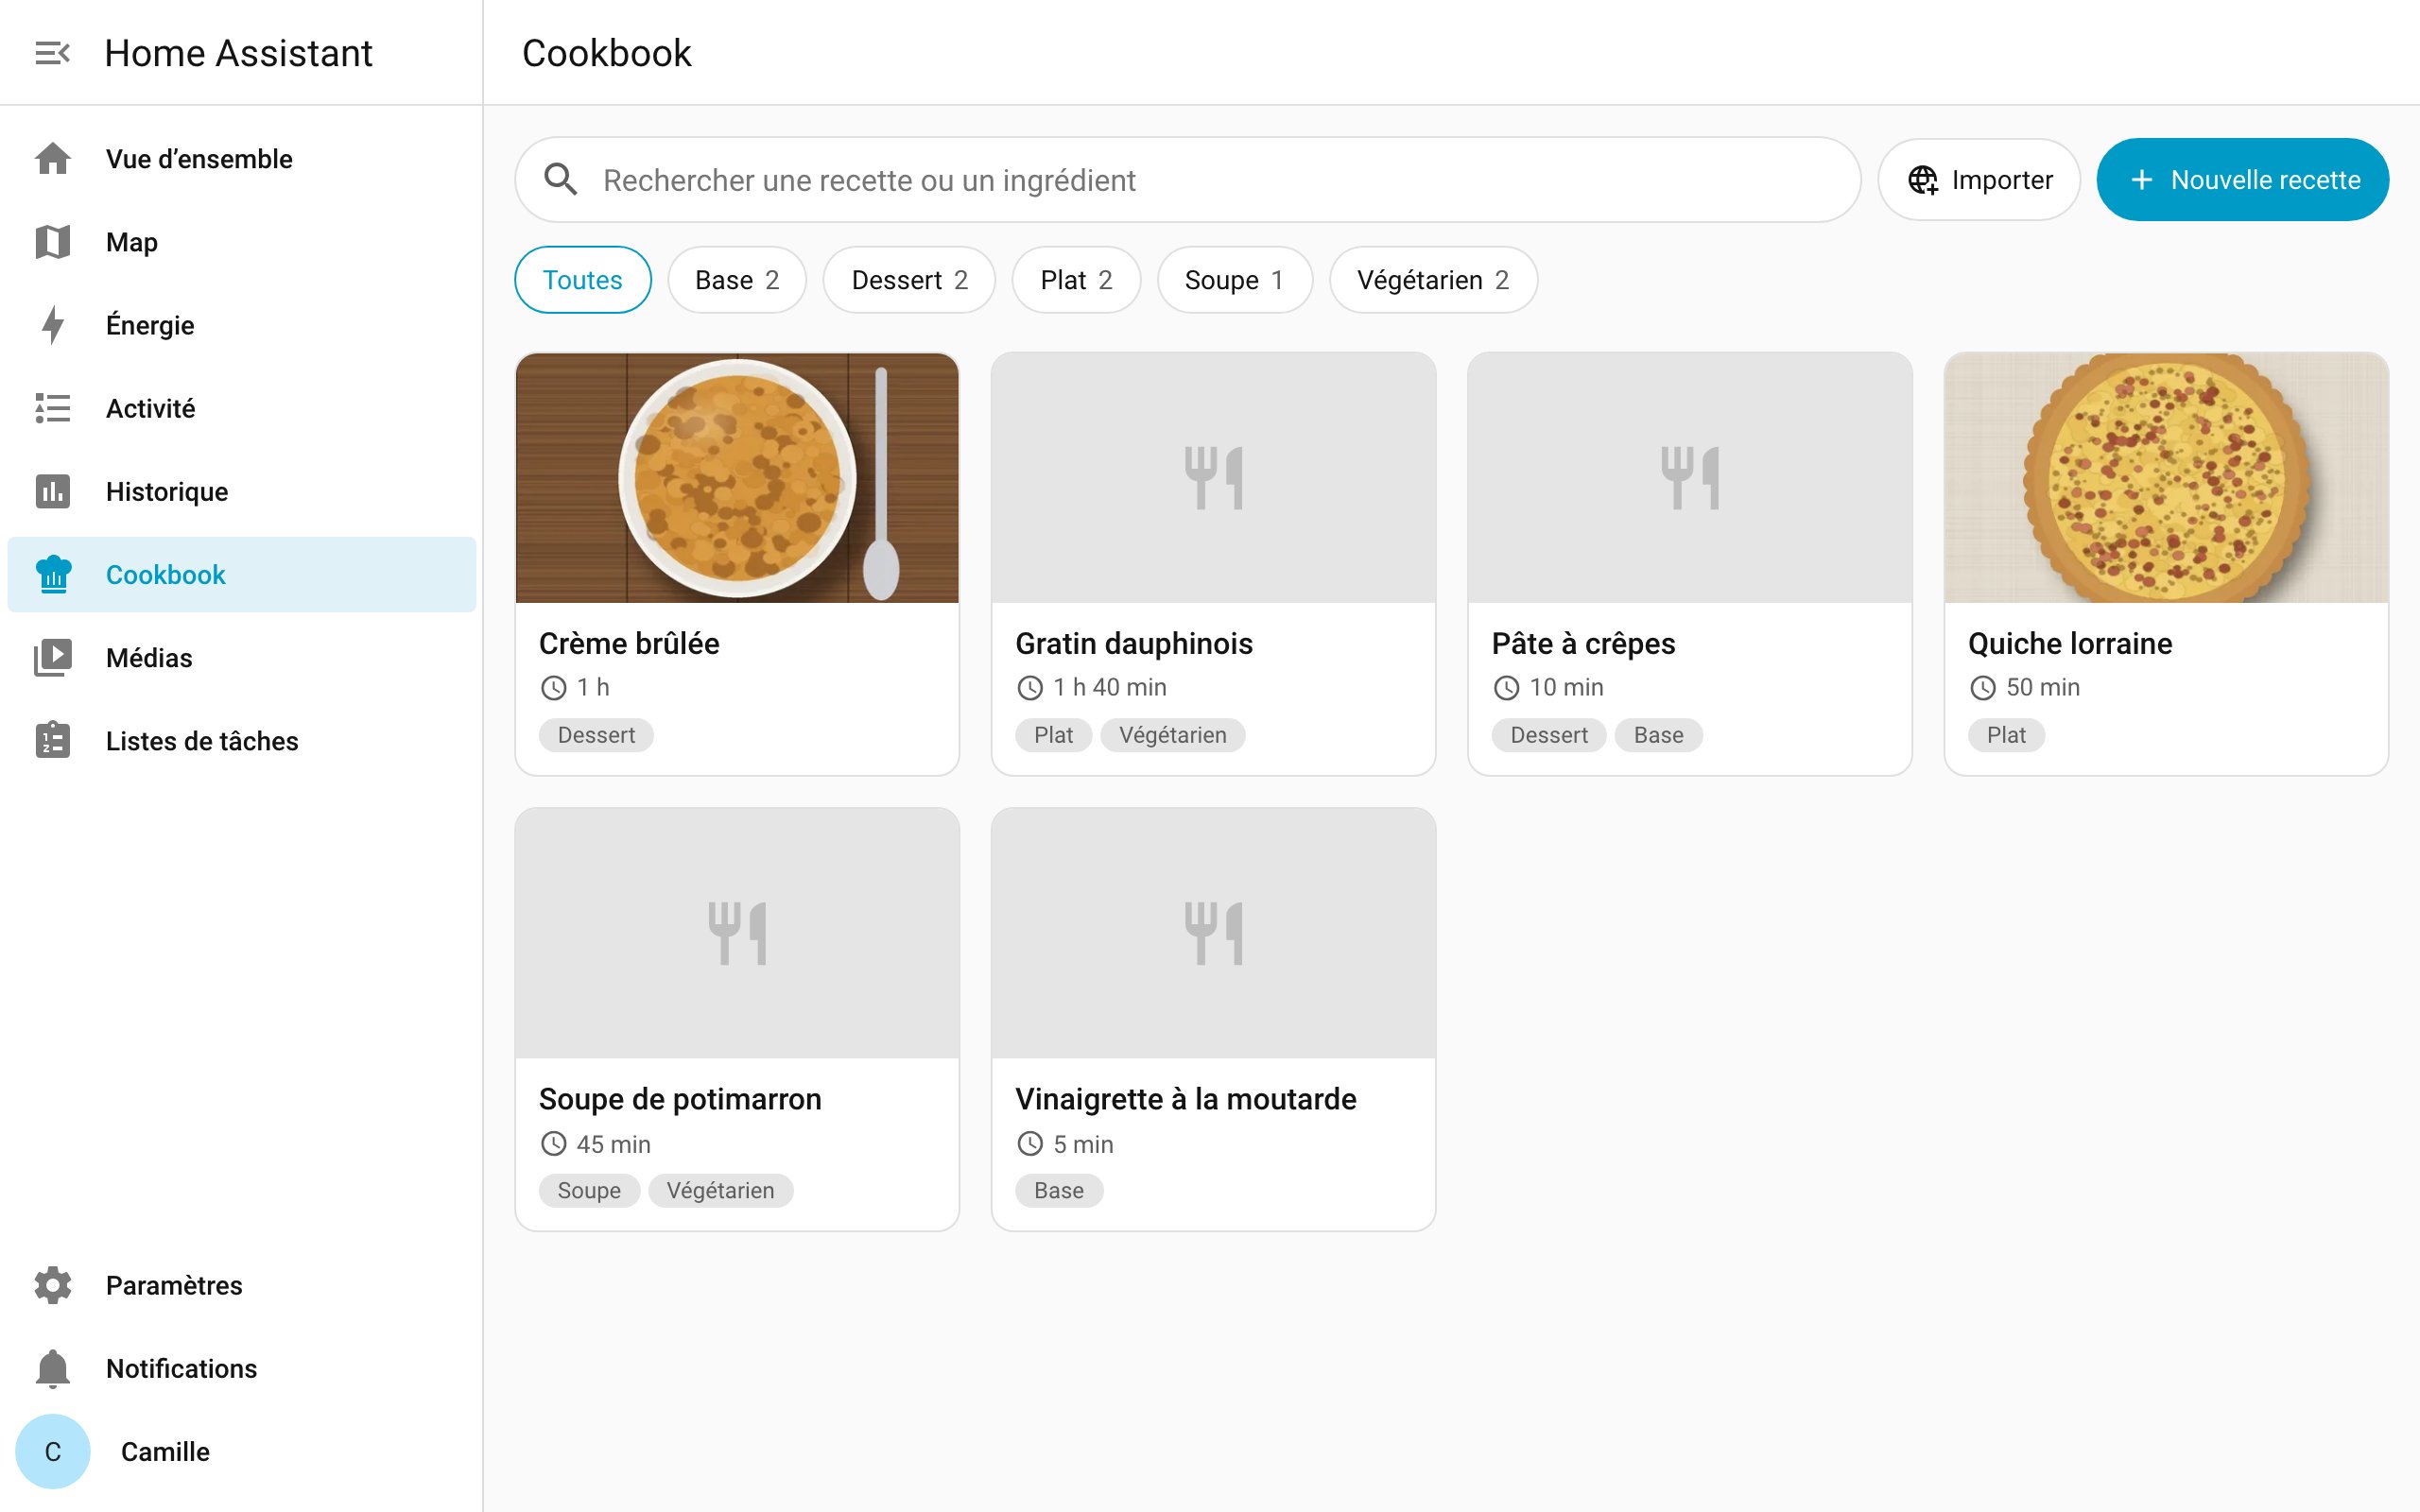 Home Assistant
Cookbook
Vue d’ensemble
Map
Énergie
Activité
Historique
Cookbook
Médias
Listes de tâches
Paramètres
Notifications
C
Camille
Rechercher une recette ou un ingrédient
Importer
Nouvelle recette
Toutes
Base 2
Dessert 2
Plat 2
Soupe 1
Végétarien 2
Crème brûlée
1 h
Dessert
Gratin dauphinois
1 h 40 min
Plat Végétarien
Pâte à crêpes
10 min
Dessert Base
Quiche lorraine
50 min
Plat
Soupe de potimarron
45 min
Soupe Végétarien
Vinaigrette à la moutarde
5 min
Base